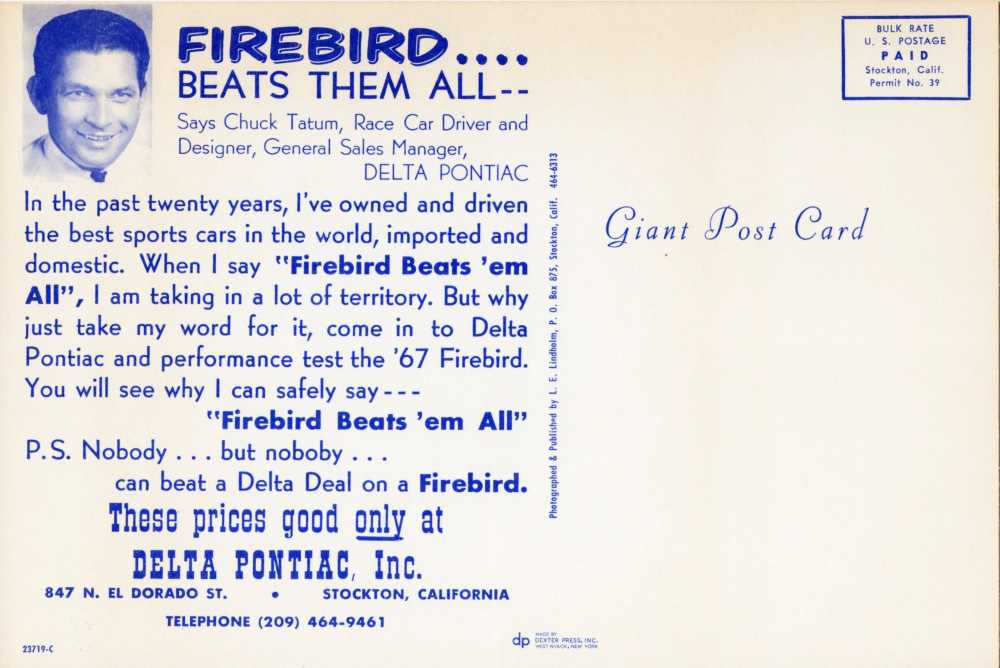 FIREBIRD....
BEATS THEM ALL--
Says Chuck Tatum, Race Car Driver and
Designer, General Sales Manager,
DELTA PONTIAC
In the past twenty years, I've owned and driven
the best sports cars in the world, imported and
domestic. When I say "Firebird Beats 'em
All", I am taking in a lot of territory. But why
just take my word for it, come in to Delta
Pontiac and performance test the '67 Firebird.
You will see why I can safely say---
"Firebird Beats 'em All"
P.S. Nobody . . . but noboby . . .
can beat a Delta Deal on a Firebird.
These prices good only at
DELTA PONTIAC, Inc.
847 N. EL DORADO ST. • STOCKTON, CALIFORNIA
TELEPHONE (209) 464-9461
23719-C
Photographed & Published by L. E. Lindholm, P. O. Box 875, Stockton, Calif. 464-6313
BULK RATE
U. S. POSTAGE
PAID
Stockton, Calif.
Permit No. 39
Giant Post Card
dp
MADE BY
DEXTER PRESS, INC.
WEST NYACK, NEW YORK